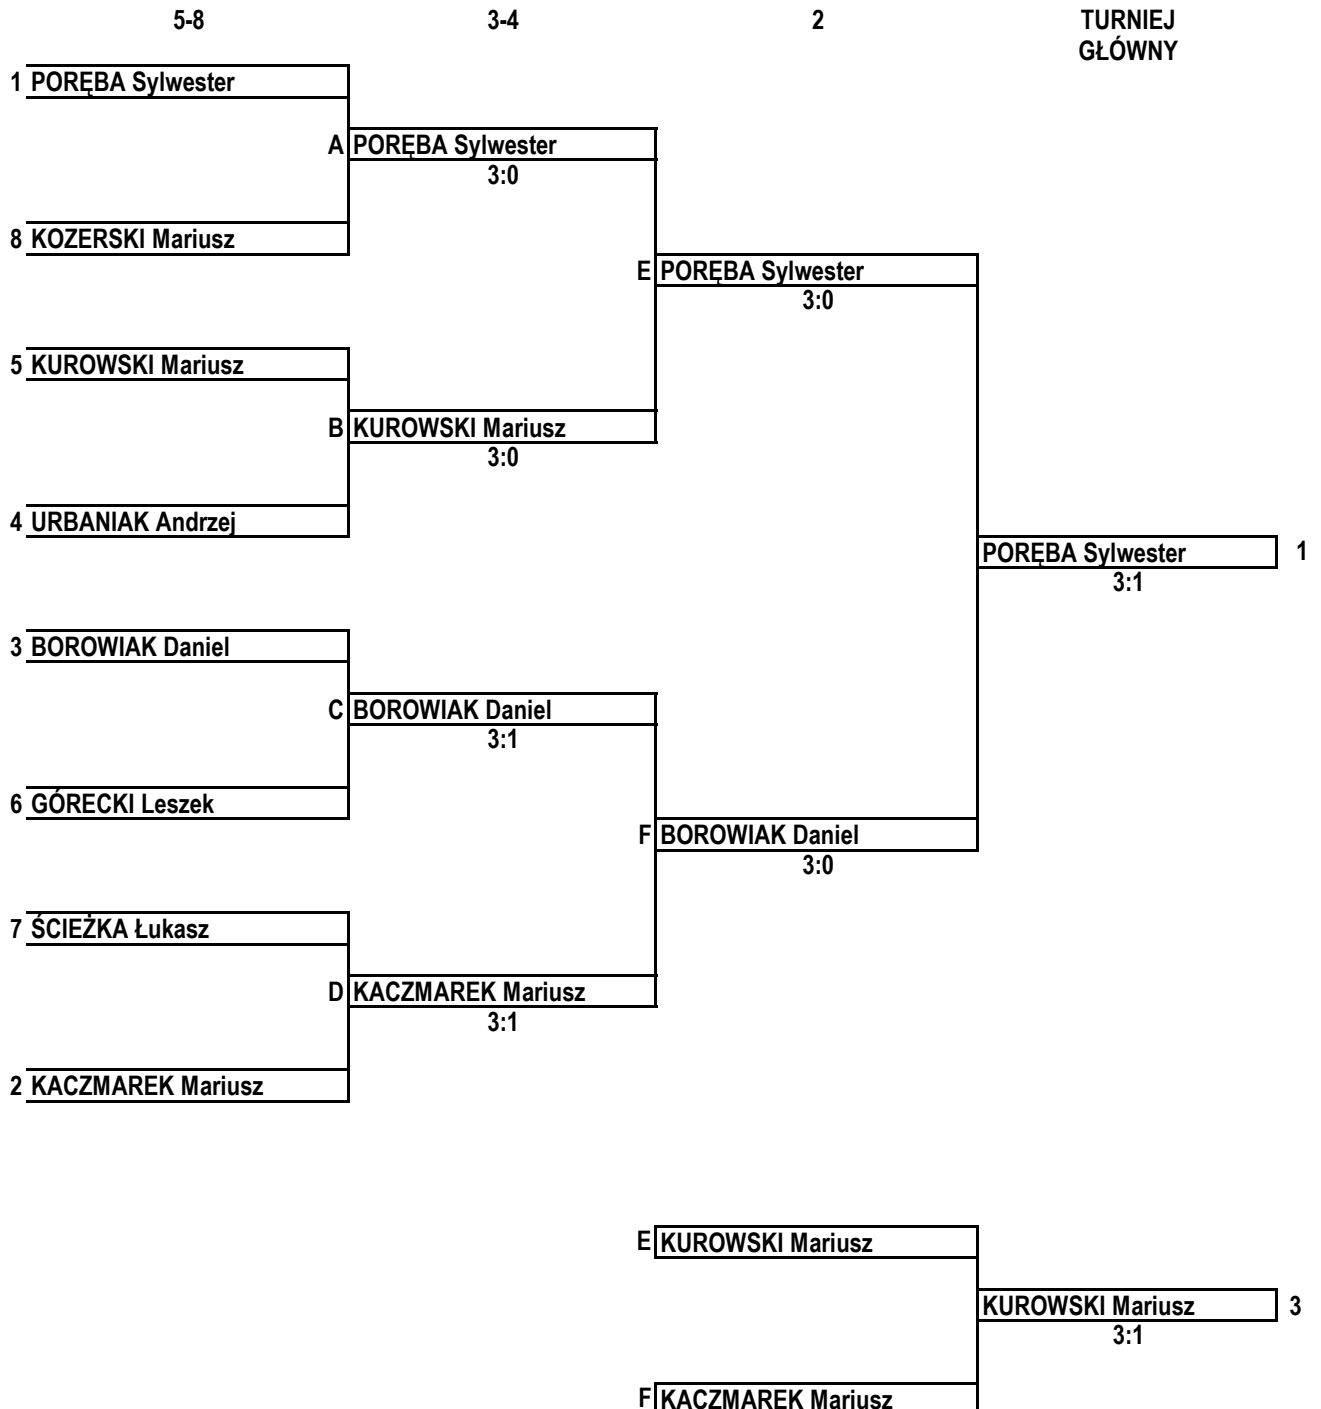 5-8 3-4 2 TURNIEJ
GŁÓWNY
1 PORĘBA Sylwester
A PORĘBA Sylwester
3:0
8 KOZERSKI Mariusz
E PORĘBA Sylwester
3:0
5 KUROWSKI Mariusz
B KUROWSKI Mariusz
3:0
4 URBANIAK Andrzej
PORĘBA Sylwester 1
3:1
3 BOROWIAK Daniel
C BOROWIAK Daniel
3:1
6 GÓRECKI Leszek
F BOROWIAK Daniel
3:0
7 ŚCIEŻKA Łukasz
D KACZMAREK Mariusz
3:1
2 KACZMAREK Mariusz
E KUROWSKI Mariusz
KUROWSKI Mariusz 3
3:1
F KACZMAREK Mariusz